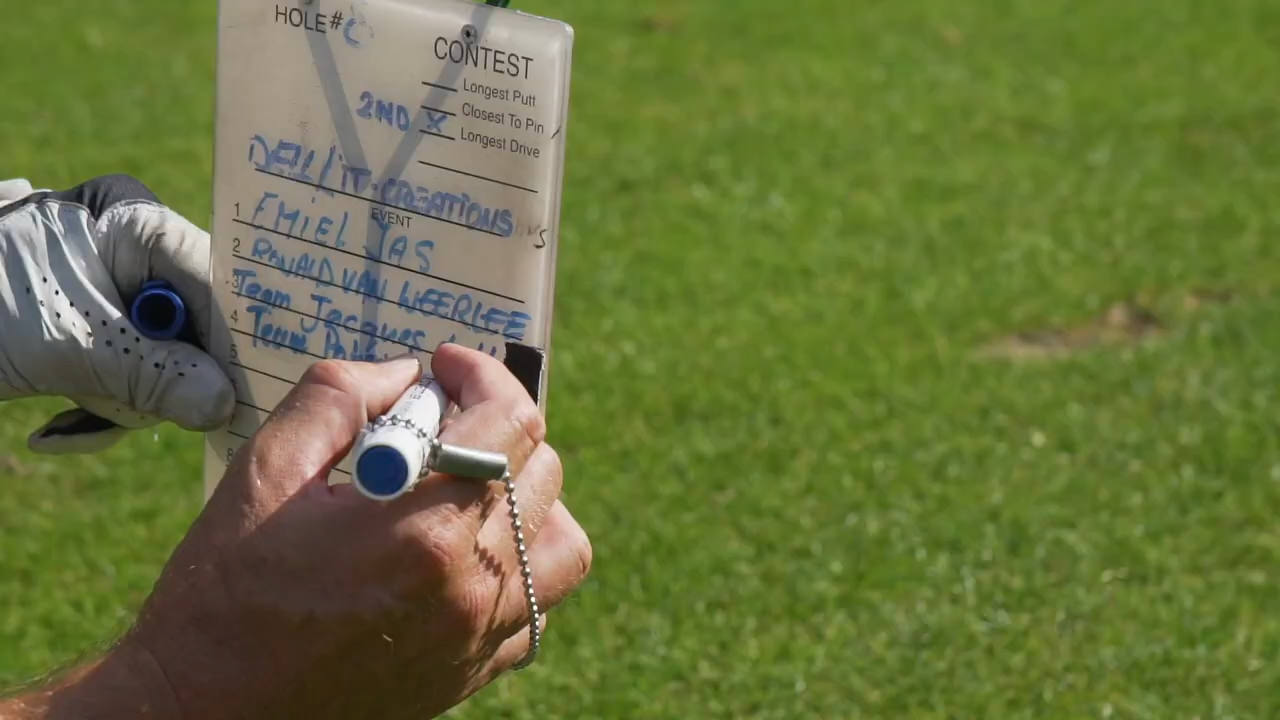 HOLE#
CONTEST
Longest Putt
Closest To Pin
2ND X
Longest Drive
DELL/IT-CREATIONS
EVENT
1 EMIEL JAS
2 RONALD VAN WEERLEE
3 Team Jacques
4 Team
5
8